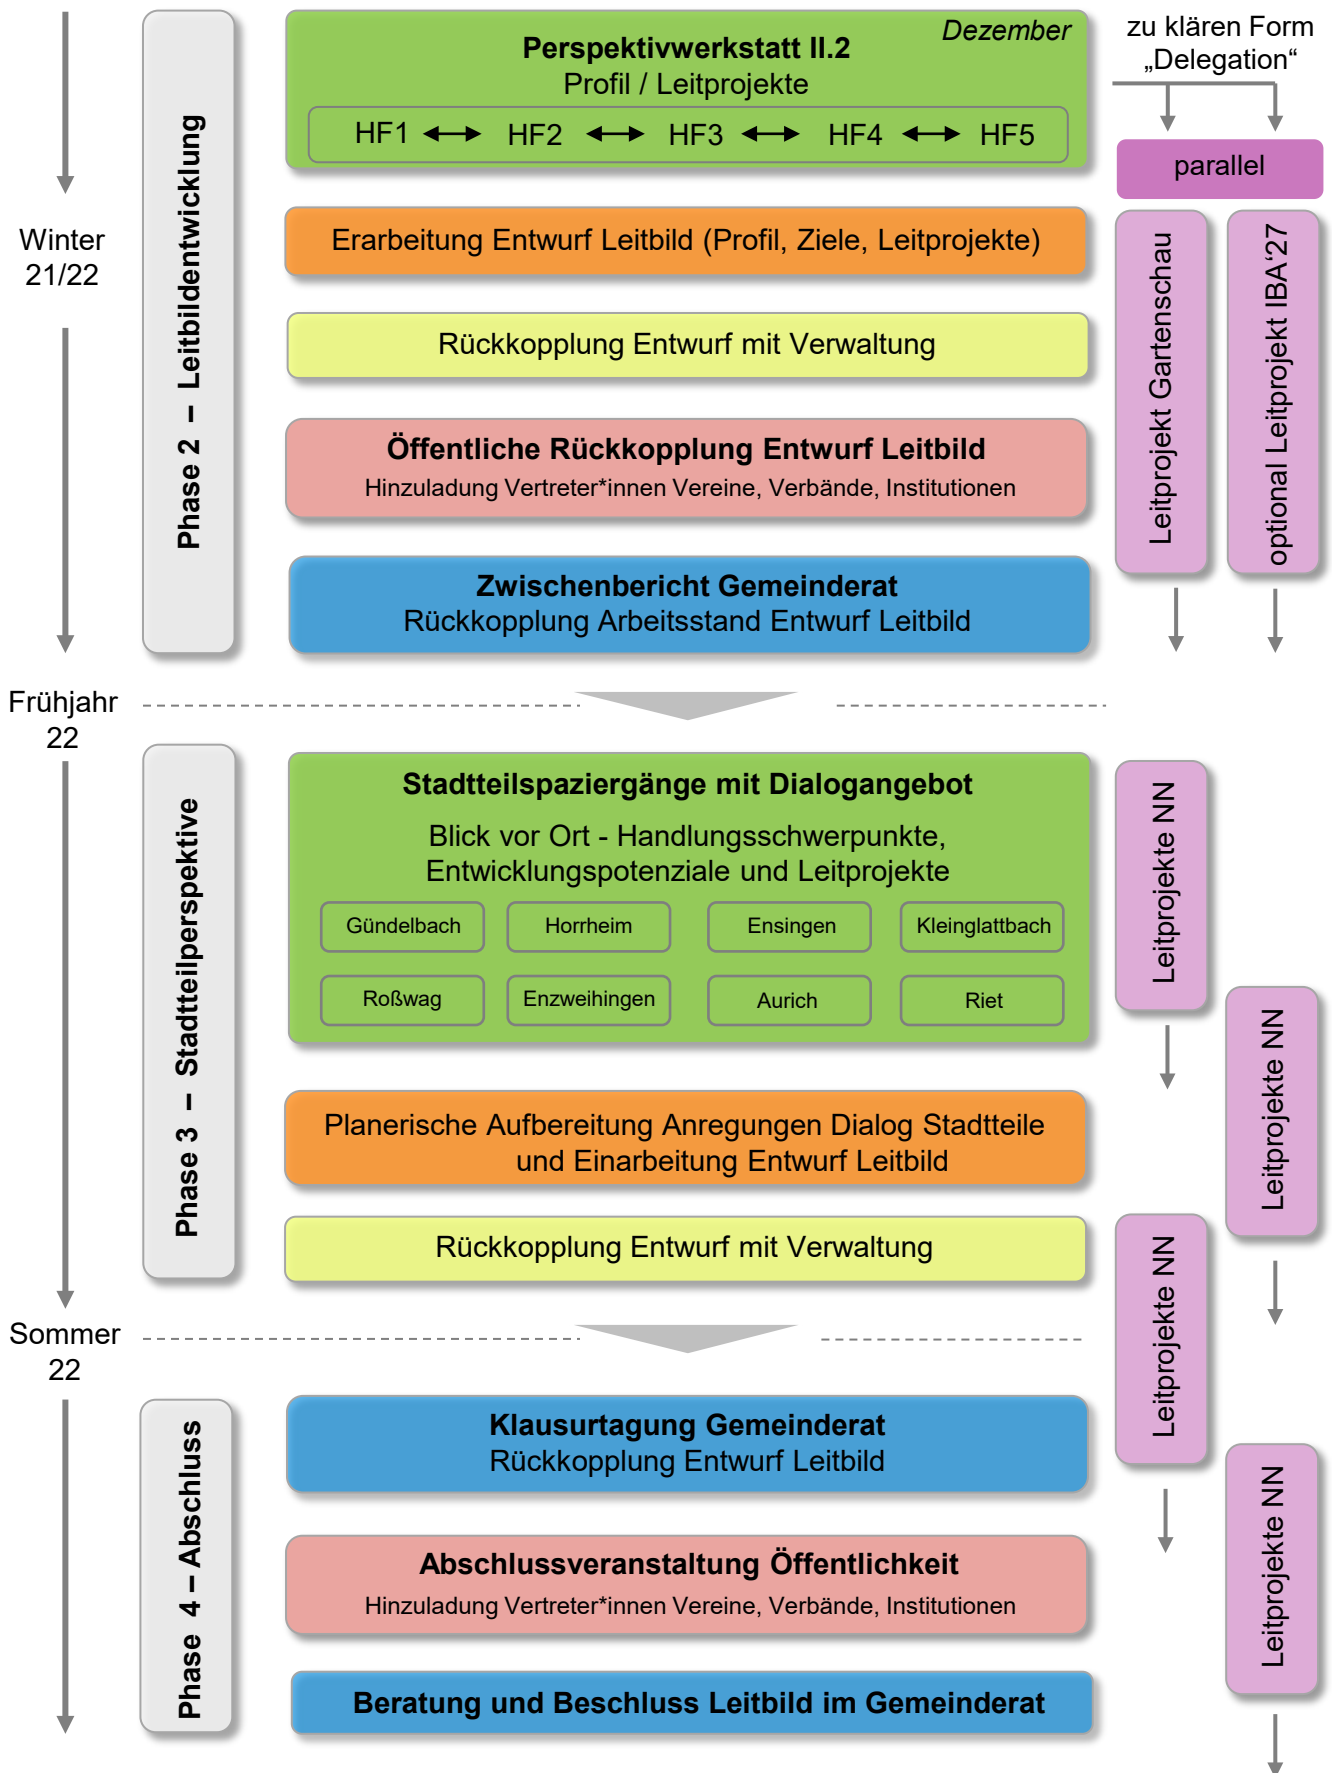 Dezember
Perspektivwerkstatt II.2
Profil / Leitprojekte
HF1 HF2 HF3 HF4 HF5
zu klären Form
„Delegation“
parallel
Winter
21/22
Phase 2 – Leitbildentwicklung
Erarbeitung Entwurf Leitbild (Profil, Ziele, Leitprojekte)
Rückkopplung Entwurf mit Verwaltung
Öffentliche Rückkopplung Entwurf Leitbild
Hinzuladung Vertreter*innen Vereine, Verbände, Institutionen
Zwischenbericht Gemeinderat
Rückkopplung Arbeitsstand Entwurf Leitbild
Leitprojekt Gartenschau
optional Leitprojekt IBA‘27
Frühjahr
22
Phase 3 – Stadtteilperspektive
Stadtteilspaziergänge mit Dialogangebot
Blick vor Ort - Handlungsschwerpunkte,
Entwicklungspotenziale und Leitprojekte
Gündelbach Horrheim Ensingen Kleinglattbach
Roßwag Enzweihingen Aurich Riet
Planerische Aufbereitung Anregungen Dialog Stadtteile
und Einarbeitung Entwurf Leitbild
Rückkopplung Entwurf mit Verwaltung
Leitprojekte NN
Leitprojekte NN
Sommer
22
Phase 4 – Abschluss
Klausurtagung Gemeinderat
Rückkopplung Entwurf Leitbild
Abschlussveranstaltung Öffentlichkeit
Hinzuladung Vertreter*innen Vereine, Verbände, Institutionen
Beratung und Beschluss Leitbild im Gemeinderat
Leitprojekte NN
Leitprojekte NN